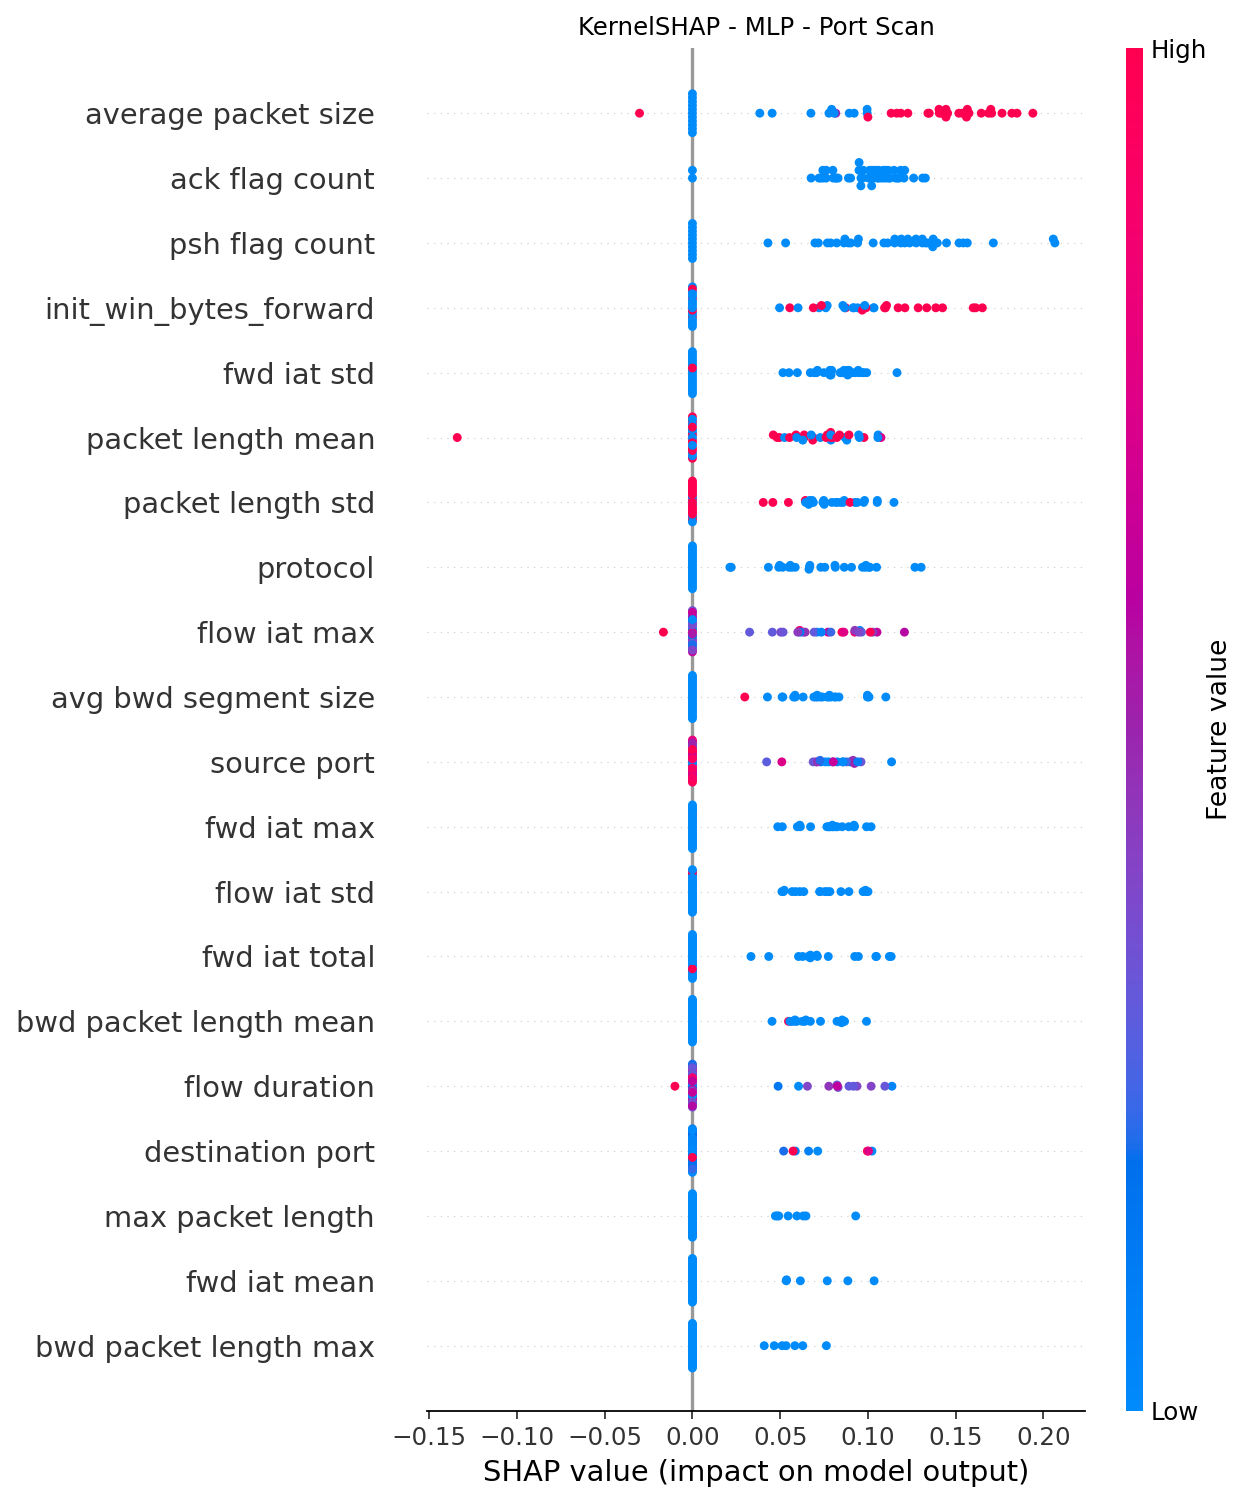 KernelSHAP - MLP - Port Scan
High
average packet size
ack flag count
psh flag count
init_win_bytes_forward
fwd iat std
packet length mean
packet length std
protocol
flow iat max
avg bwd segment size
source port
fwd iat max
flow iat std
fwd iat total
bwd packet length mean
flow duration
destination port
max packet length
fwd iat mean
bwd packet length max
Feature value
Low
−0.15 −0.10 −0.05 0.00 0.05 0.10 0.15 0.20
SHAP value (impact on model output)